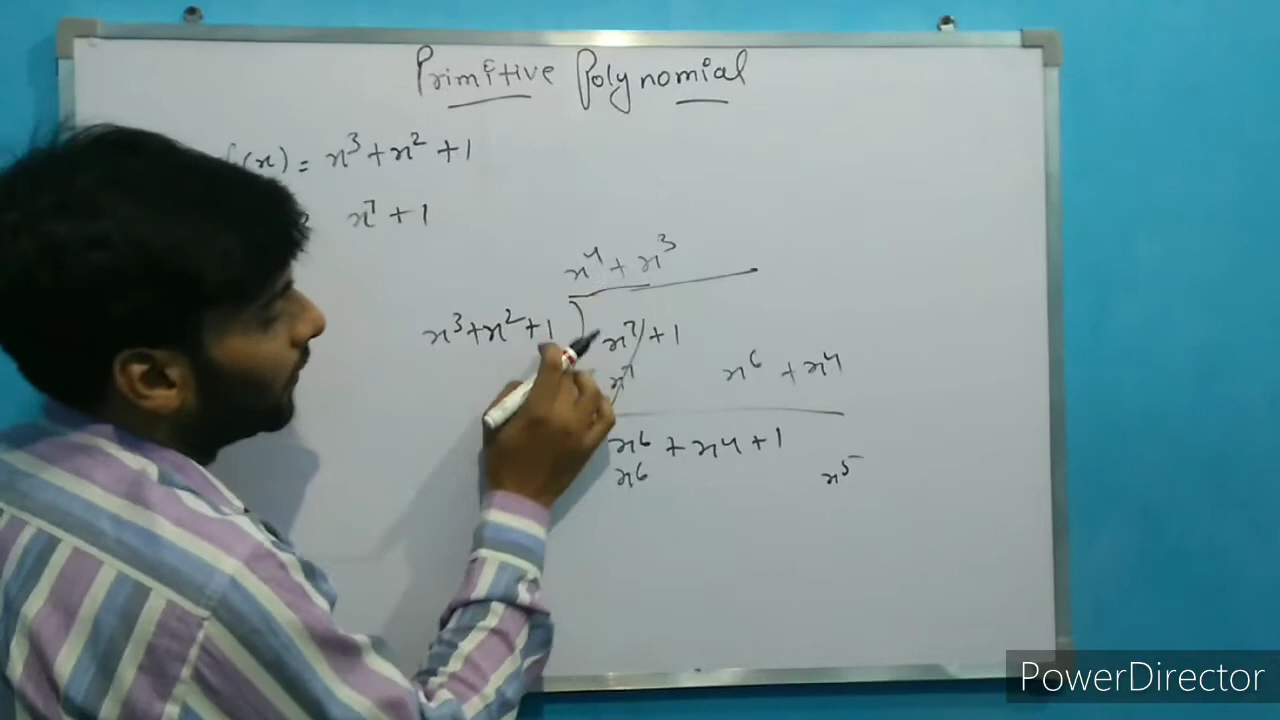 Primitive Polynomial
f(x) = x³ + x² + 1
x⁷ + 1
x⁴ + x³
x³ + x² + 1 ) x⁷ + 1
x⁷ x⁶ + x⁴
x⁶ + x⁴ + 1
x⁶ x⁵
PowerDirector